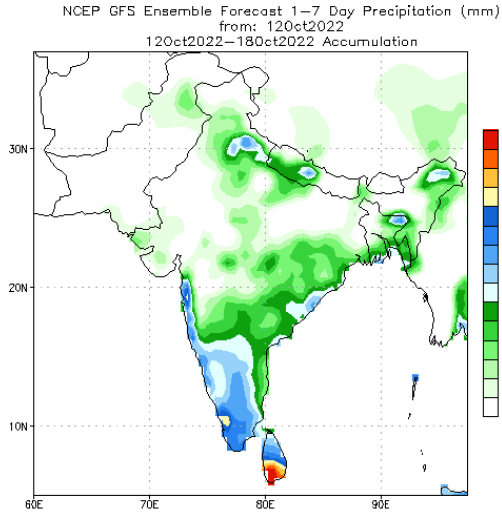 NCEP GFS Ensemble Forecast 1–7 Day Precipitation (mm)
from: 12Oct2022
12Oct2022–18Oct2022 Accumulation
30N
20N
10N
60E 70E 80E 90E